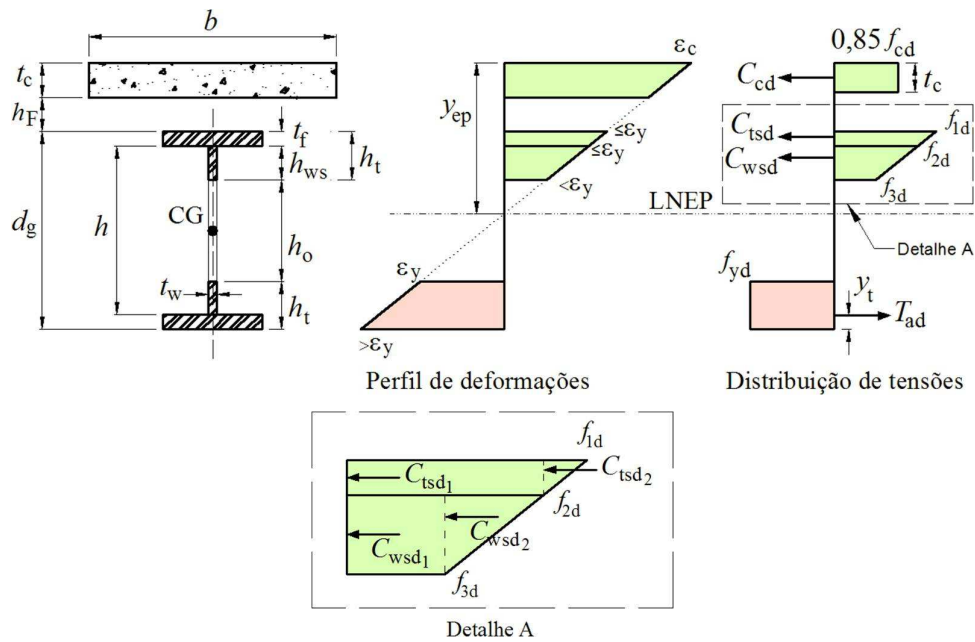 b
t_c
h_F
d_g
h
CG
t_w
t_f
h_ws
h_t
h_o
h_t
ε_c
y_ep
≤ε_y
≤ε_y
<ε_y
LNEP
ε_y
>ε_y
Perfil de deformações
0,85 f_cd
C_cd
t_c
C_tsd
C_wsd
f_1d
f_2d
f_3d
Detalhe A
f_yd
y_t
T_ad
Distribuição de tensões
f_1d
C_tsd_1
C_tsd_2
f_2d
C_wsd_2
C_wsd_1
f_3d
Detalhe A